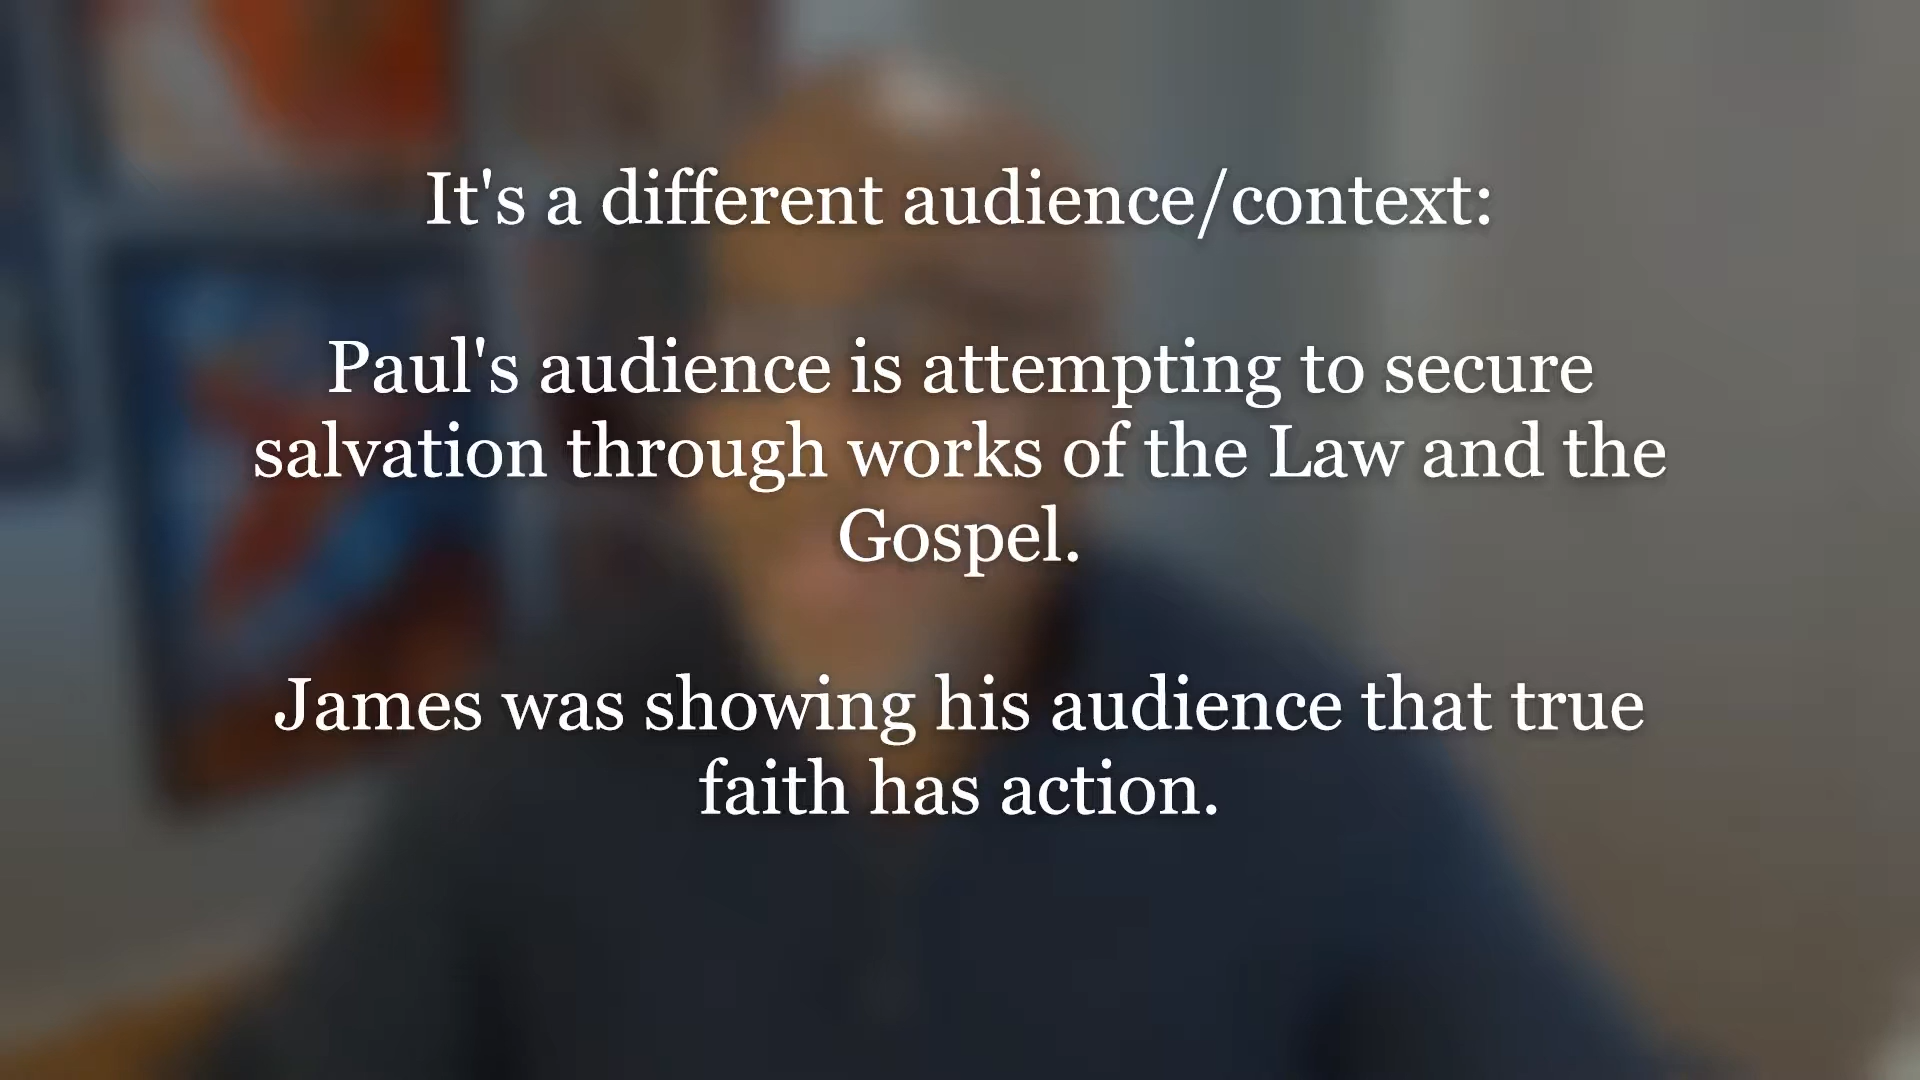 It's a different audience/context:
Paul's audience is attempting to secure
salvation through works of the Law and the
Gospel.
James was showing his audience that true
faith has action.